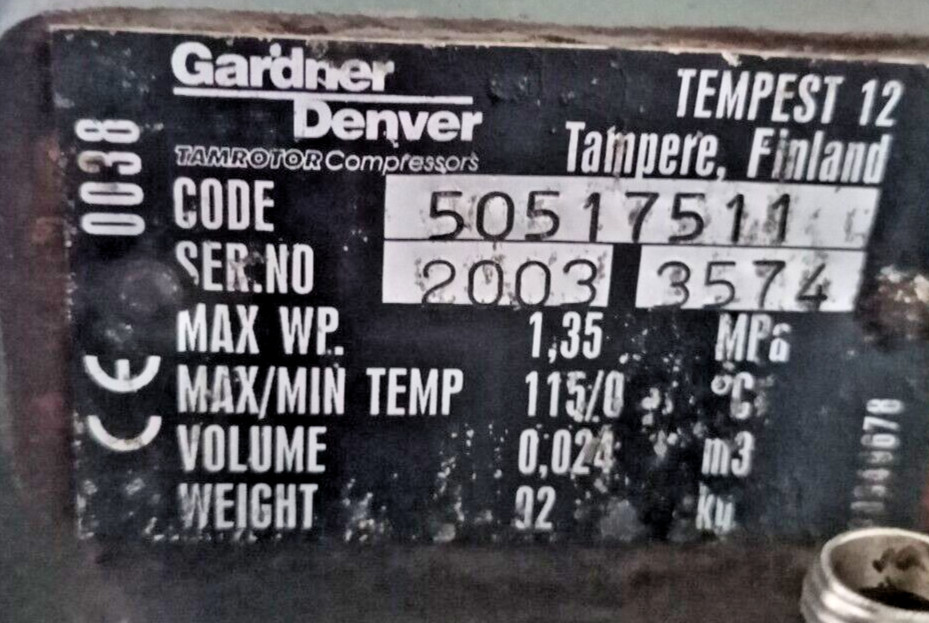 Gardner
Denver
TAMROTOR Compressors
TEMPEST 12
Tampere, Finland
0038
CE
CODE 50517511
SER.NO 2003 3574
MAX WP. 1,35 MPa
MAX/MIN TEMP 115/0 °C
VOLUME 0,024 m3
WEIGHT 92 kg